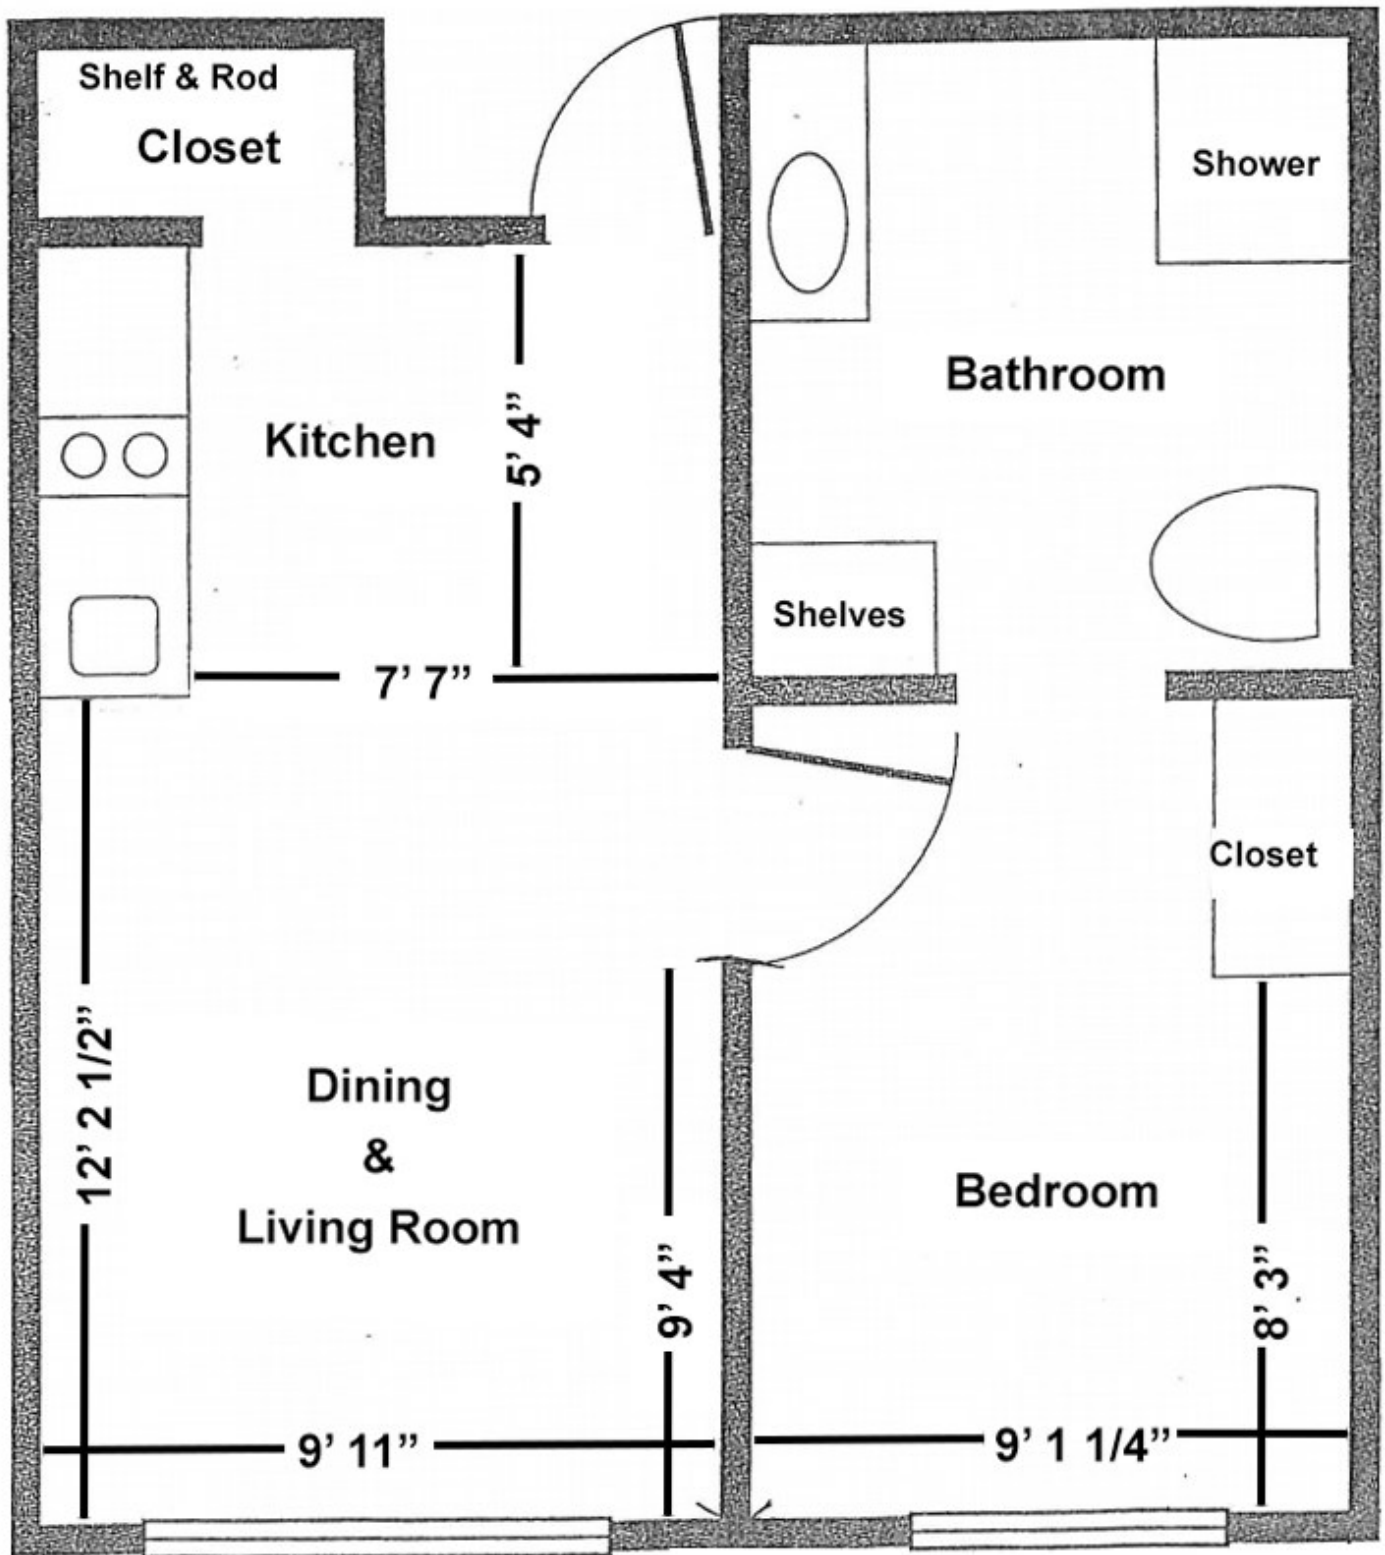 Shelf & Rod
Closet
Shower
Bathroom
Kitchen
5’ 4”
Shelves
7’ 7”
Closet
12’ 2 1/2”
Dining
&
Living Room
Bedroom
9’ 4”
8’ 3”
9’ 11”
9’ 1 1/4”